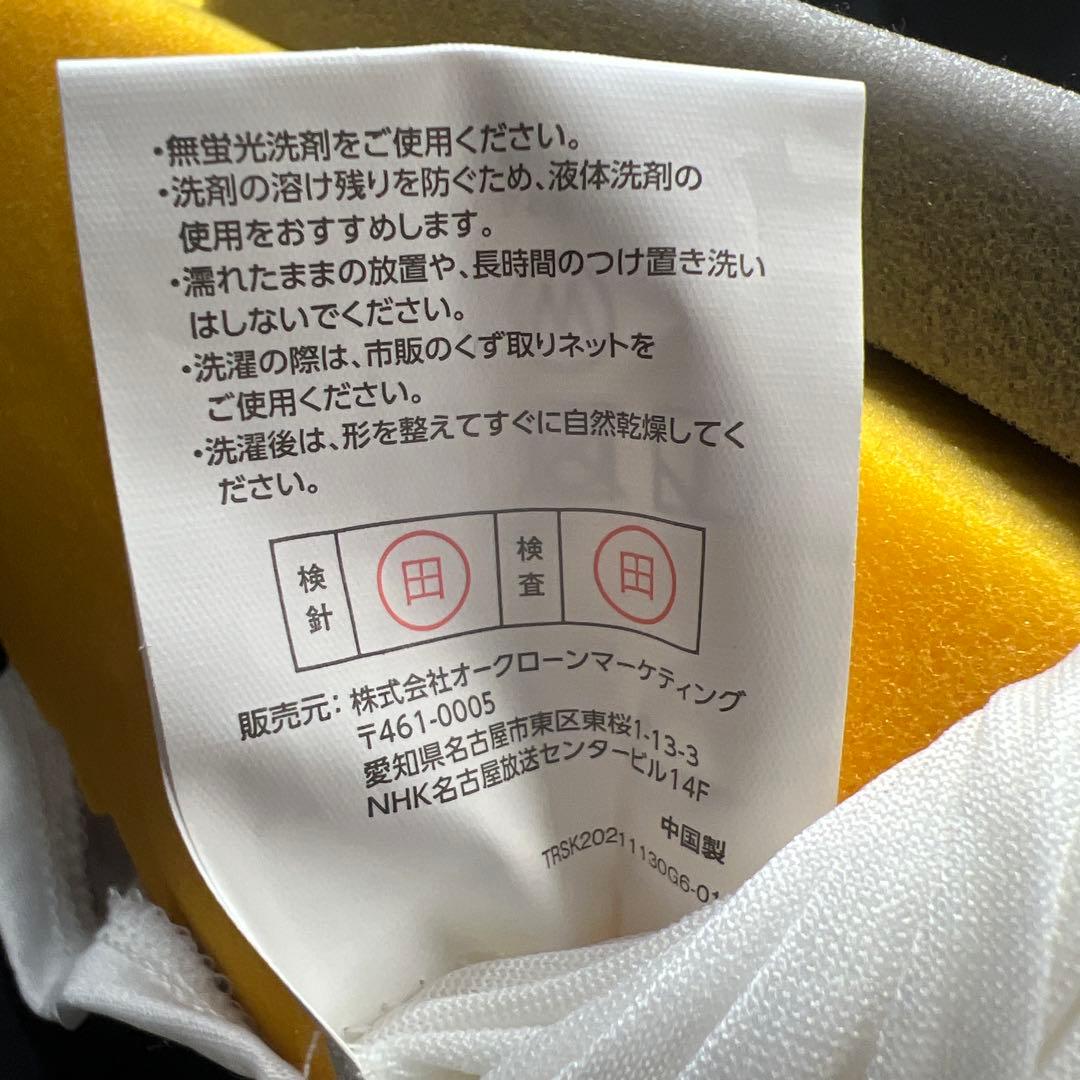 ・無蛍光洗剤をご使用ください。
・洗剤の溶け残りを防ぐため、液体洗剤の
使用をおすすめします。
・濡れたままの放置や、長時間のつけ置き洗い
はしないでください。
・洗濯の際は、市販のくず取りネットを
ご使用ください。
・洗濯後は、形を整えてすぐに自然乾燥してく
ださい。
検針 田 検査 田
販売元：株式会社オークローンマーケティング
〒461-0005
愛知県名古屋市東区東桜1-13-3
NHK名古屋放送センタービル14F
中国製
TRSK20211130G6-01